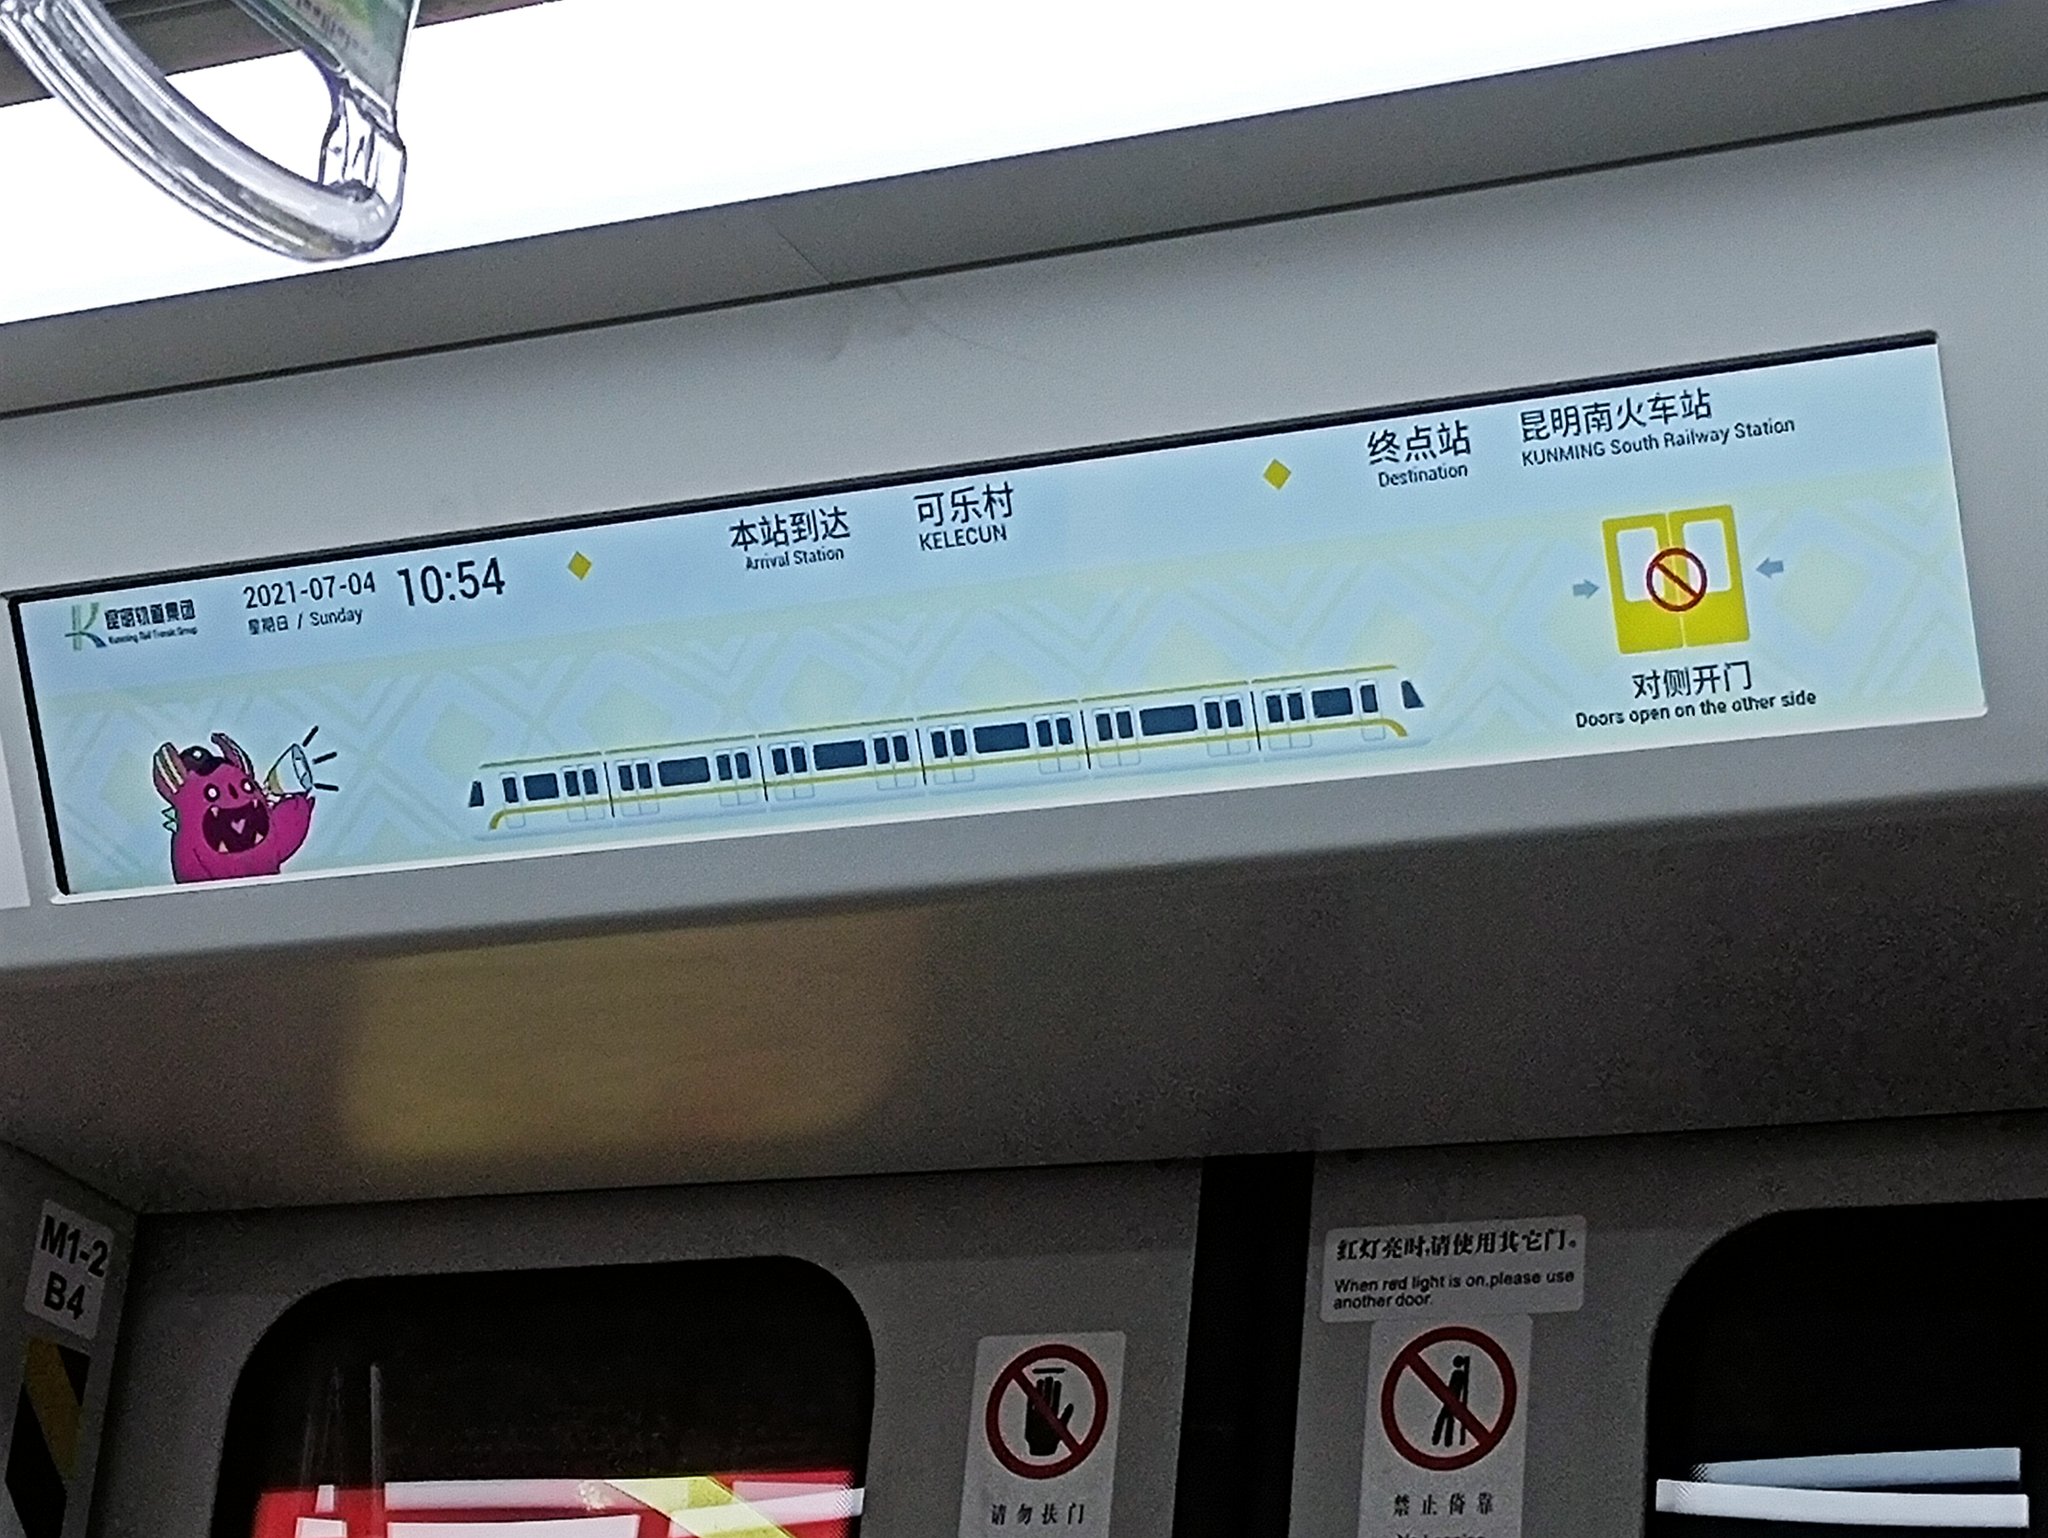 昆明轨道集团
Kunming Rail Transit Group
2021-07-04
星期日 / Sunday
10:54
本站到达
Arrival Station
可乐村
KELECUN
终点站
Destination
昆明南火车站
KUNMING South Railway Station
对侧开门
Doors open on the other side
M1-2
B4
红灯亮时,请使用其它门。
When red light is on,please use
another door.
请勿扶门
禁止倚靠